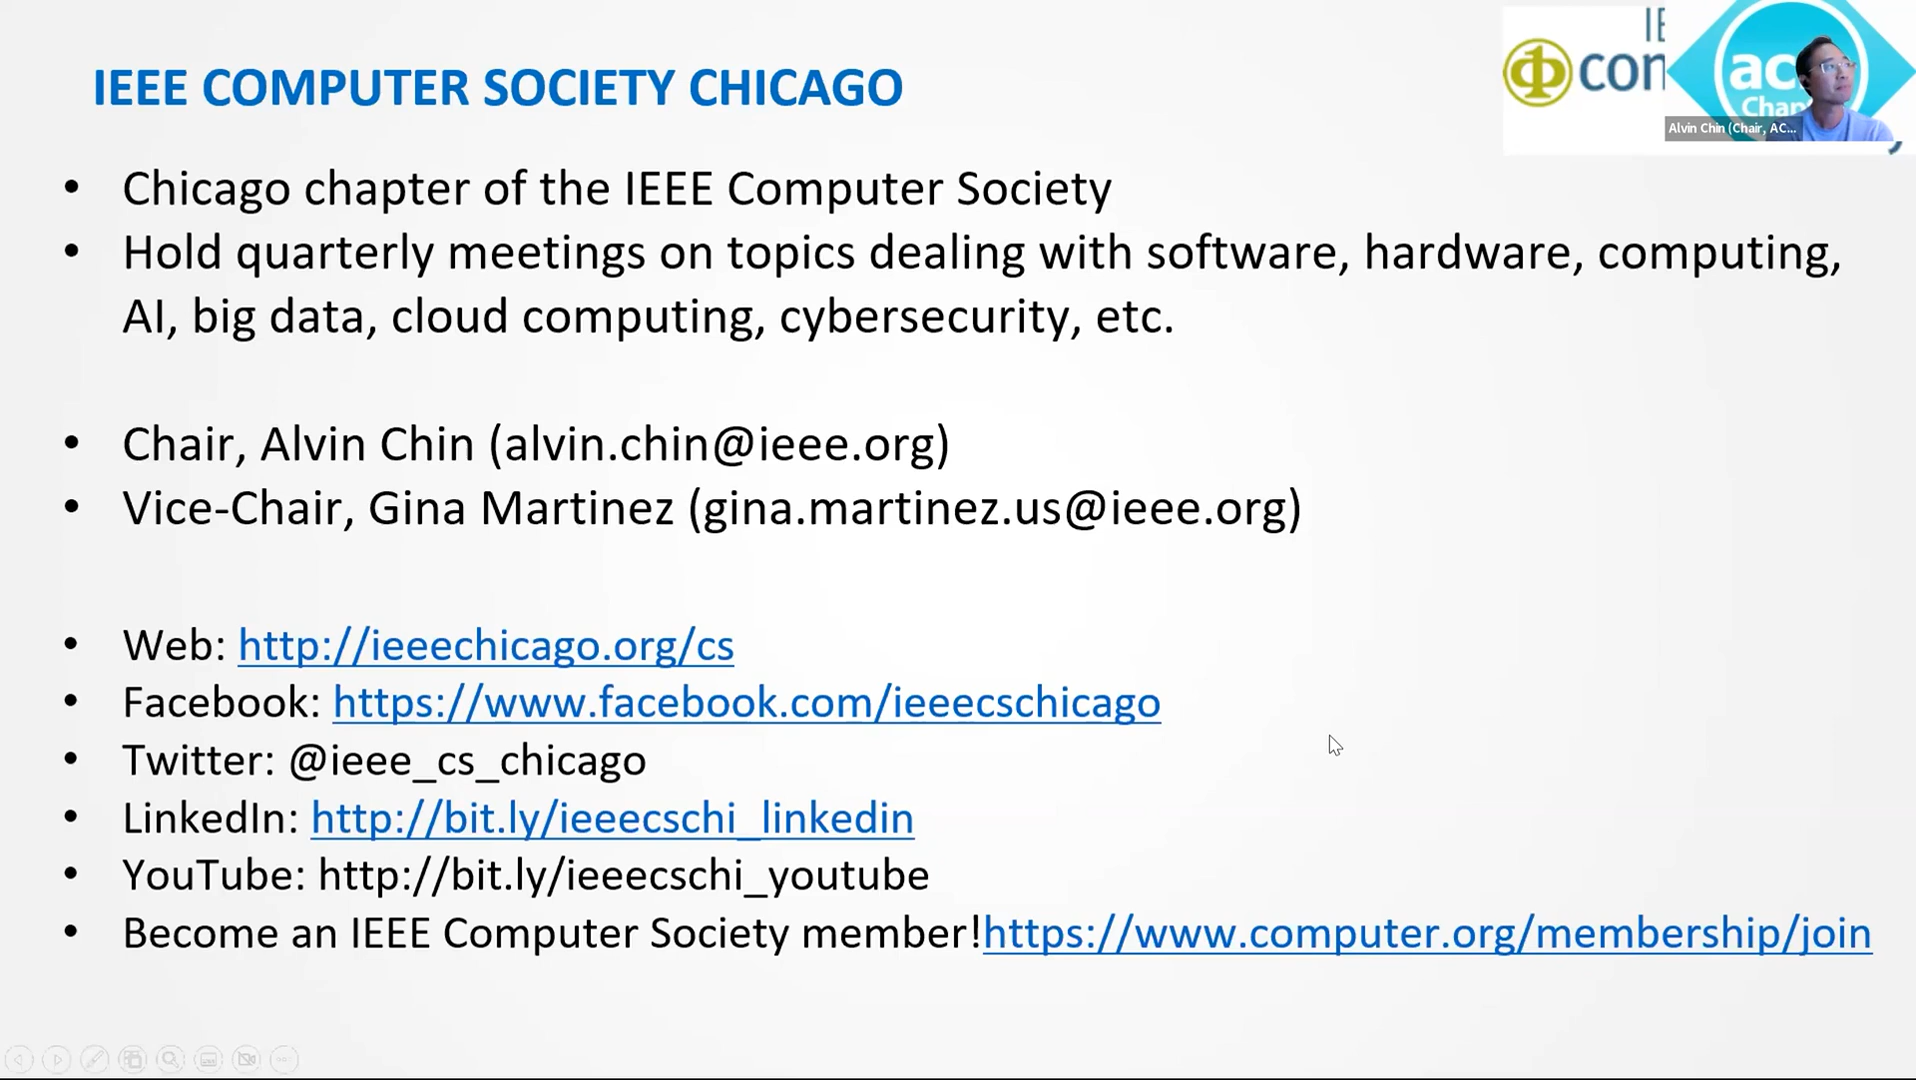 IEEE COMPUTER SOCIETY CHICAGO
IE
con
ac
Chap
Alvin Chin (Chair, AC...
• Chicago chapter of the IEEE Computer Society
• Hold quarterly meetings on topics dealing with software, hardware, computing,
AI, big data, cloud computing, cybersecurity, etc.
• Chair, Alvin Chin (alvin.chin@ieee.org)
• Vice-Chair, Gina Martinez (gina.martinez.us@ieee.org)
• Web: http://ieeechicago.org/cs
• Facebook: https://www.facebook.com/ieeecschicago
• Twitter: @ieee_cs_chicago
• LinkedIn: http://bit.ly/ieeecschi_linkedin
• YouTube: http://bit.ly/ieeecschi_youtube
• Become an IEEE Computer Society member!https://www.computer.org/membership/join